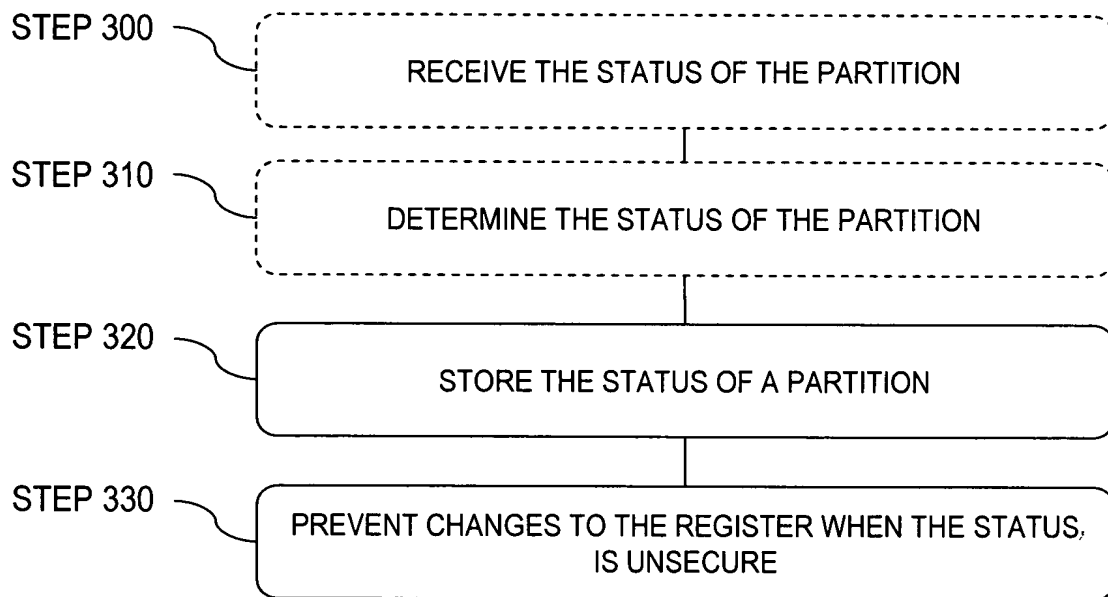 STEP 300
RECEIVE THE STATUS OF THE PARTITION
STEP 310
DETERMINE THE STATUS OF THE PARTITION
STEP 320
STORE THE STATUS OF A PARTITION
STEP 330
PREVENT CHANGES TO THE REGISTER WHEN THE STATUS,
IS UNSECURE